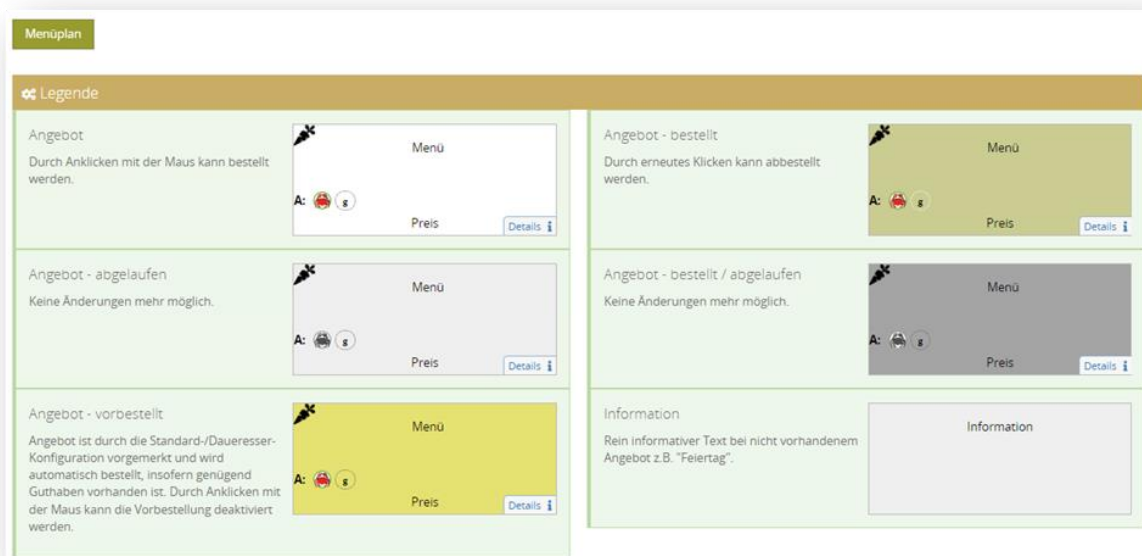 Menüplan
Legende
Angebot
Durch Anklicken mit der Maus kann bestellt
werden.
Menü
A: g
Preis
Details i
Angebot - bestellt
Durch erneutes Klicken kann abbestellt
werden.
Menü
A: g
Preis
Details i
Angebot - abgelaufen
Keine Änderungen mehr möglich.
Menü
A: g
Preis
Details i
Angebot - bestellt / abgelaufen
Keine Änderungen mehr möglich.
Menü
A: g
Preis
Details i
Angebot - vorbestellt
Angebot ist durch die Standard-/Daueresser-
Konfiguration vorgemerkt und wird
automatisch bestellt, insofern genügend
Guthaben vorhanden ist. Durch Anklicken mit
der Maus kann die Vorbestellung deaktiviert
werden.
Menü
A: g
Preis
Details i
Information
Rein informativer Text bei nicht vorhandenem
Angebot z.B. "Feiertag".
Information